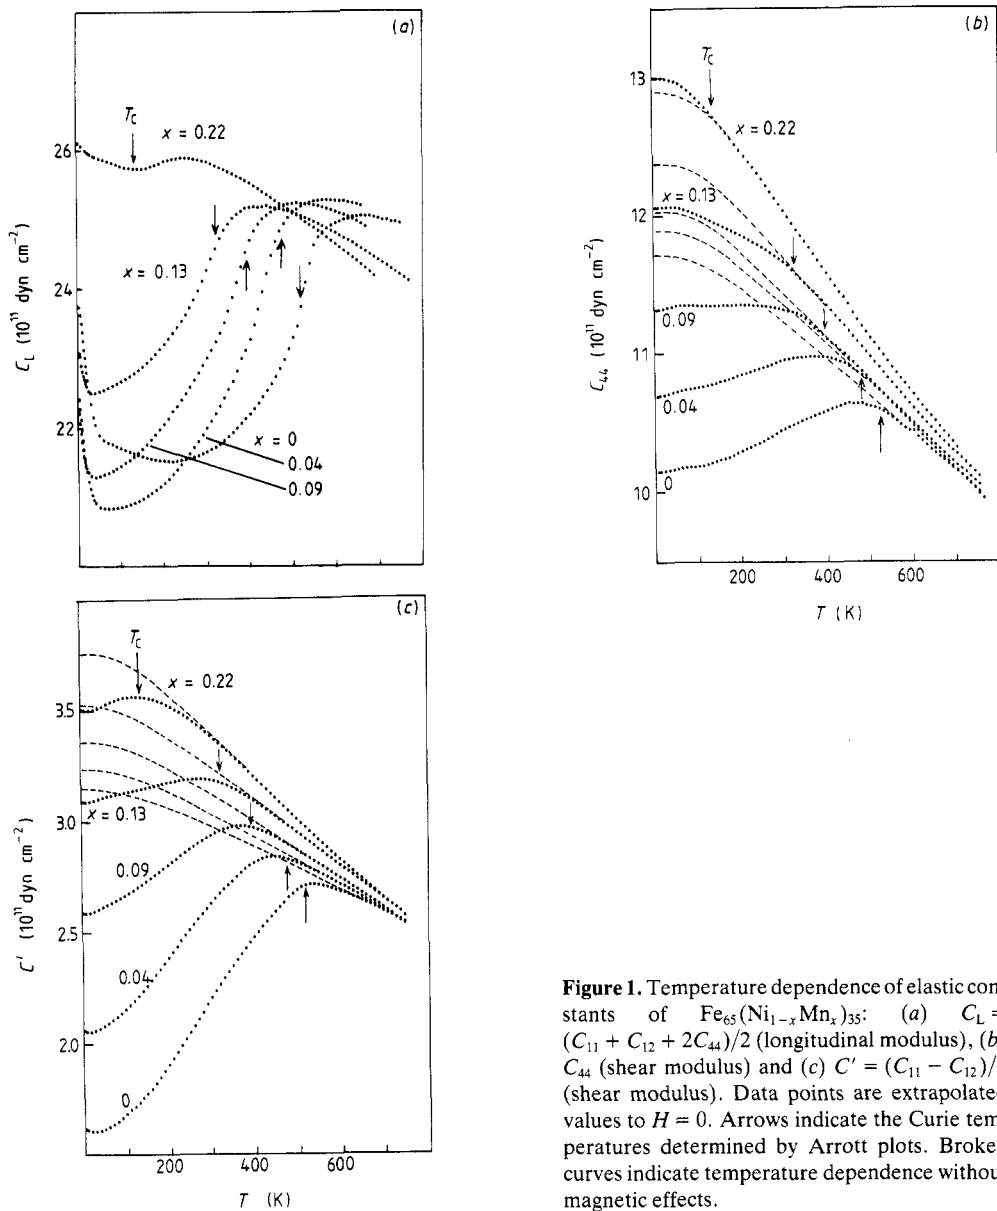 (a)
T_C
x = 0.22
26
x = 0.13
24
22
x = 0
0.04
0.09
C_L (10^11 dyn cm^-2)
(b)
T_C
13
x = 0.22
x = 0.13
12
0.09
11
0.04
10
0
C_44 (10^11 dyn cm^-2)
200 400 600
T (K)
(c)
T_C
x = 0.22
3.5
x = 0.13
3.0
0.09
2.5
0.04
2.0
0
C' (10^11 dyn cm^-2)
200 400 600
T (K)
Figure 1. Temperature dependence of elastic con
stants of Fe65(Ni1−xMnx)35: (a) CL =
(C11 + C12 + 2C44)/2 (longitudinal modulus), (b
C44 (shear modulus) and (c) C' = (C11 − C12)/
(shear modulus). Data points are extrapolate
values to H = 0. Arrows indicate the Curie tem
peratures determined by Arrott plots. Broke
curves indicate temperature dependence withou
magnetic effects.